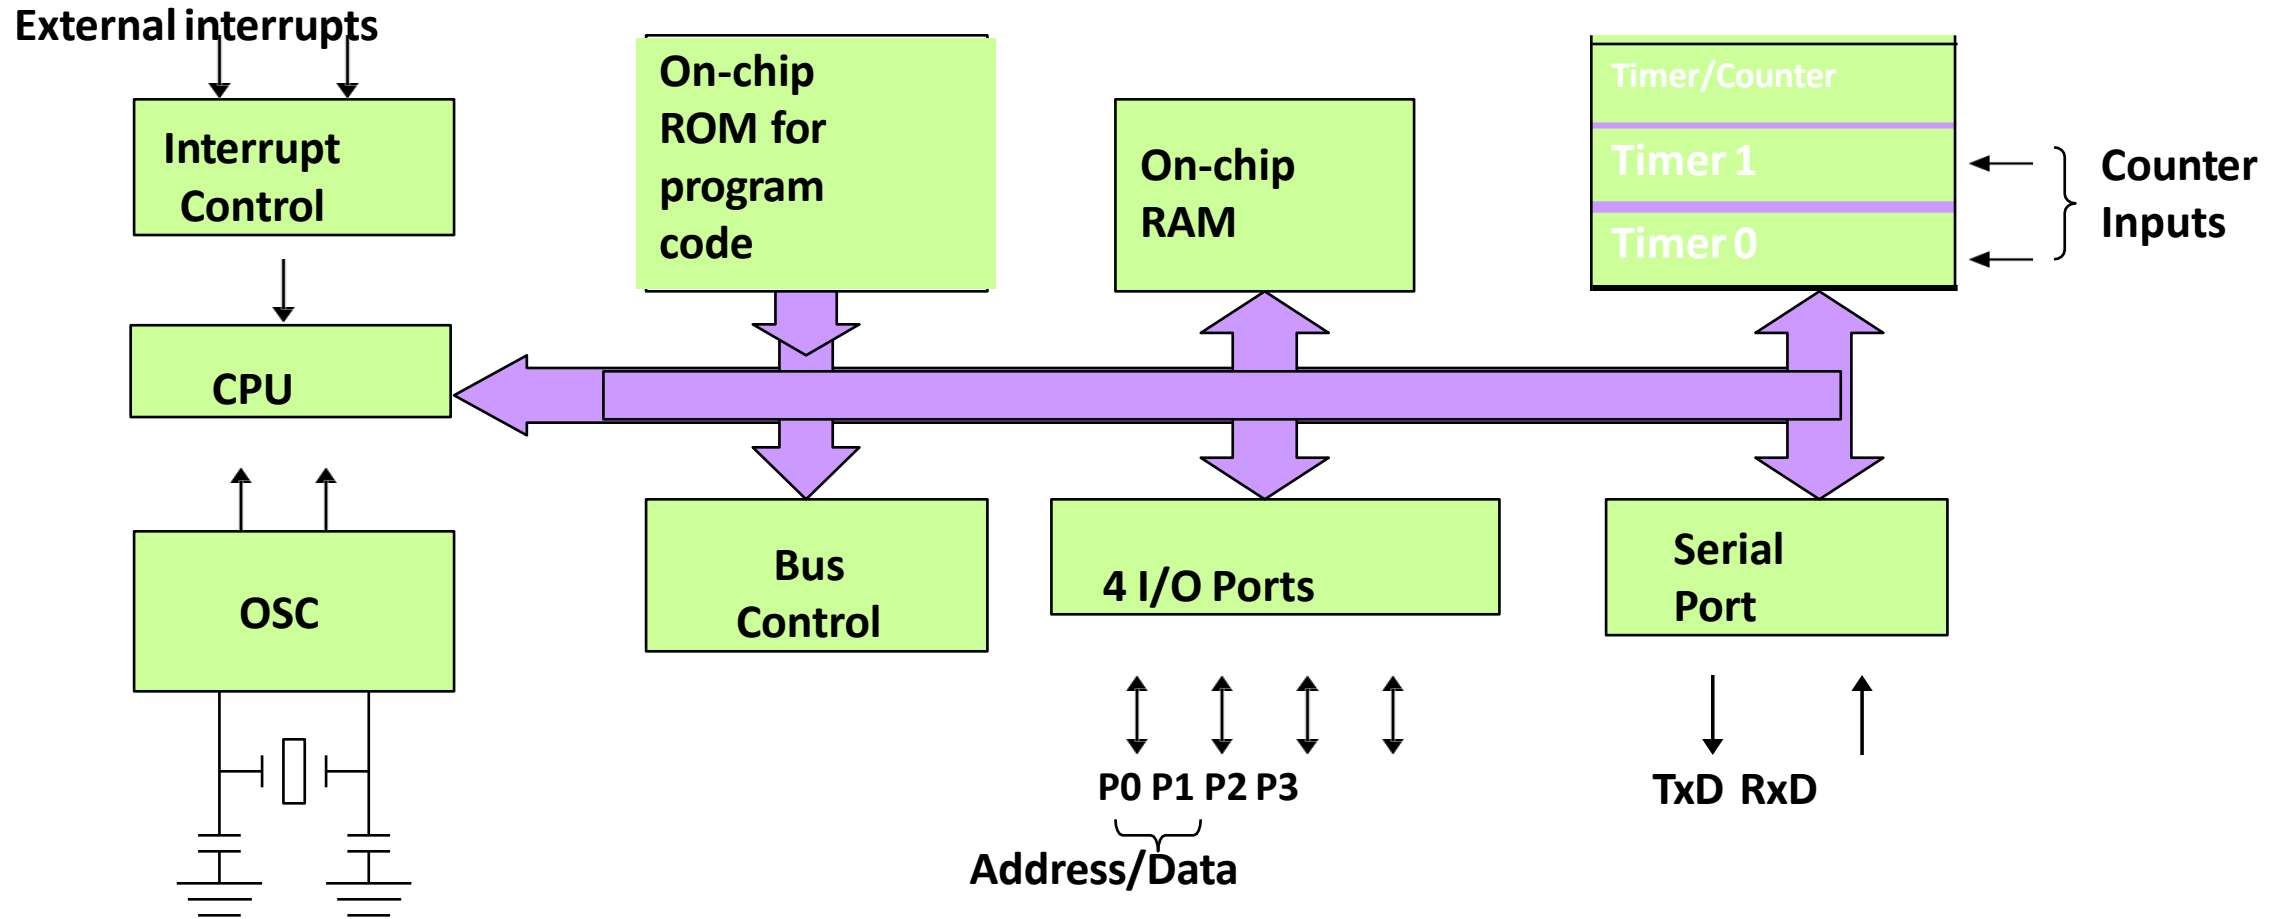 External interrupts
On-chip
ROM for
program
code
Timer/Counter
Interrupt
Control
On-chip
RAM
Timer 1
Timer 0
Counter
Inputs
CPU
OSC
Bus
Control
4 I/O Ports
Serial
Port
P0 P1 P2 P3
TxD RxD
Address/Data